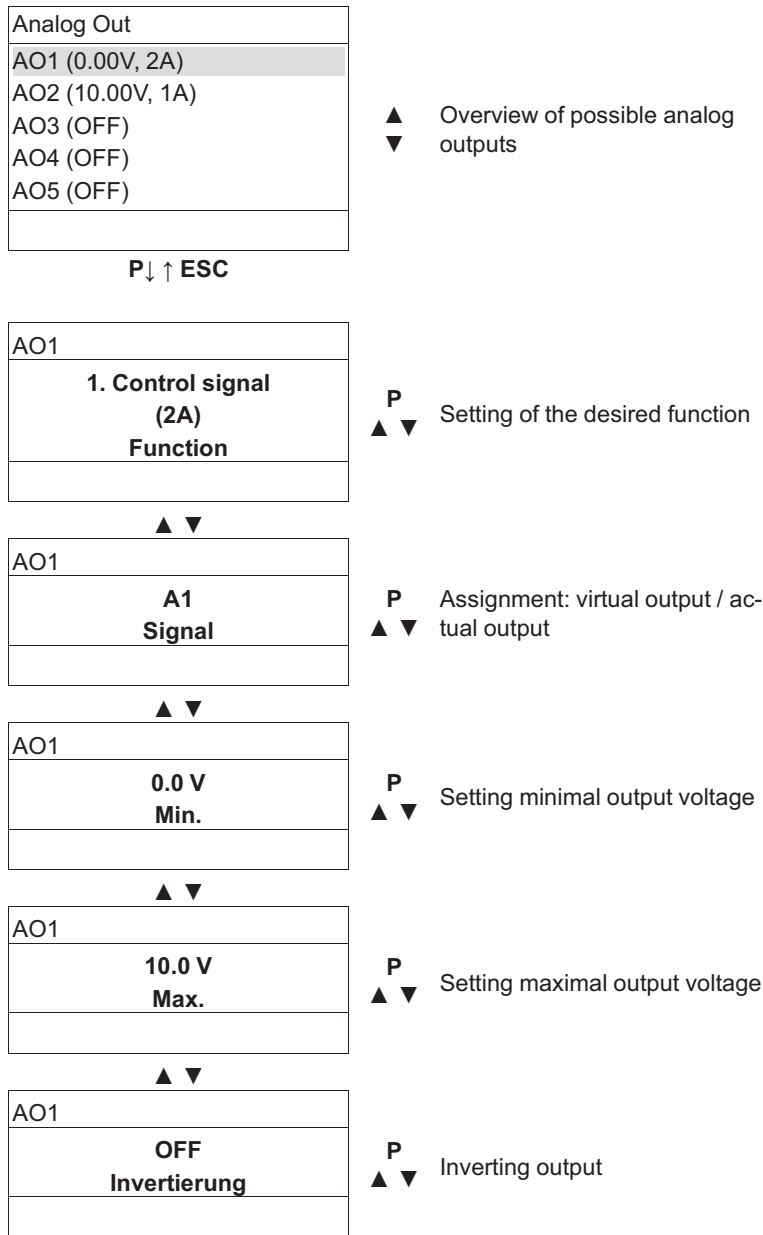 Analog Out
AO1 (0.00V, 2A)
AO2 (10.00V, 1A)
AO3 (OFF)
AO4 (OFF)
AO5 (OFF)
▲ Overview of possible analog
▼ outputs
P↓ ↑ ESC
AO1
1. Control signal
(2A)
Function
P
▲ ▼ Setting of the desired function
▲ ▼
AO1
A1
Signal
P Assignment: virtual output / ac-
▲ ▼ tual output
▲ ▼
AO1
0.0 V
Min.
P
▲ ▼ Setting minimal output voltage
▲ ▼
AO1
10.0 V
Max.
P
▲ ▼ Setting maximal output voltage
▲ ▼
AO1
OFF
Invertierung
P
▲ ▼ Inverting output